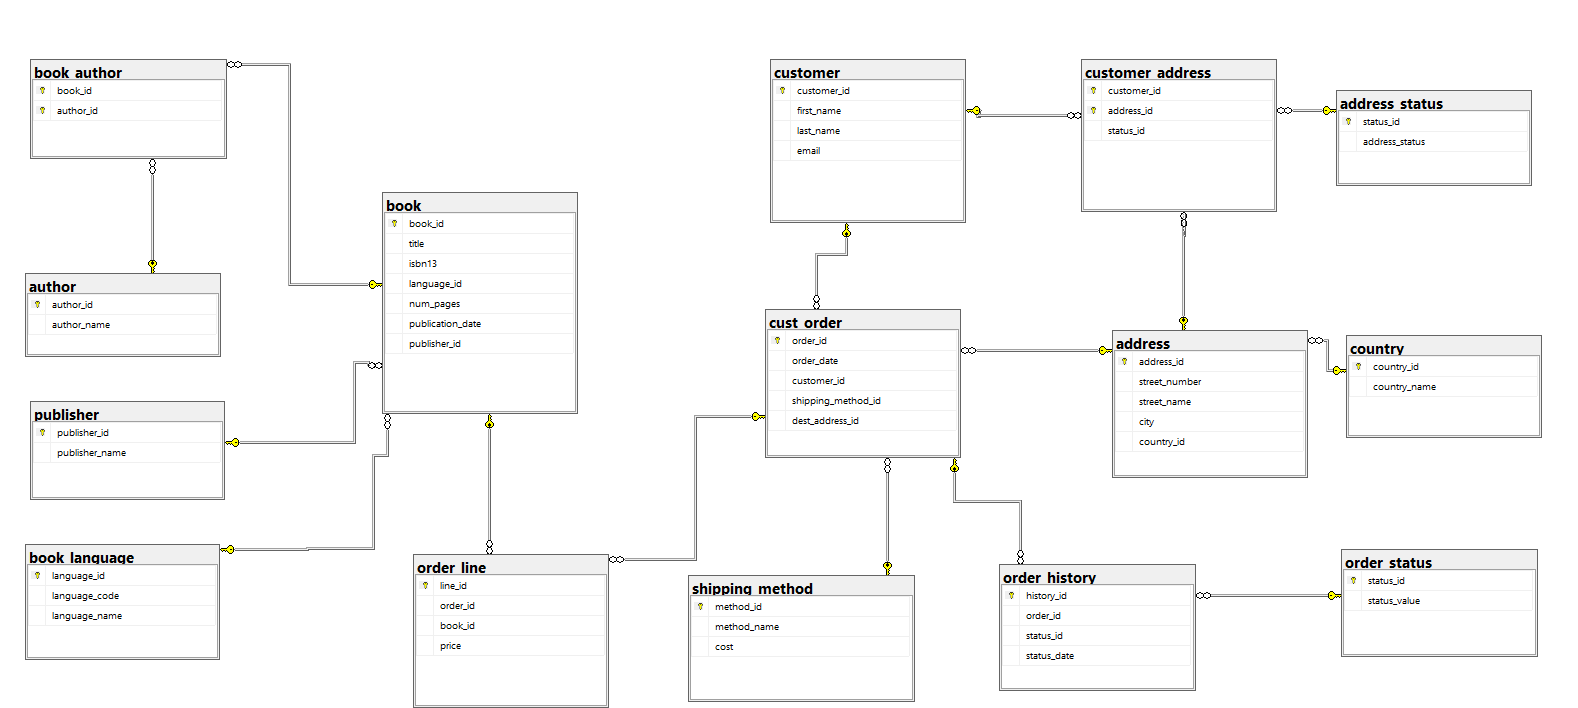 book_author
book_id
author_id
author
author_id
author_name
publisher
publisher_id
publisher_name
book_language
language_id
language_code
language_name
book
book_id
title
isbn13
language_id
num_pages
publication_date
publisher_id
order_line
line_id
order_id
book_id
price
customer
customer_id
first_name
last_name
email
cust_order
order_id
order_date
customer_id
shipping_method_id
dest_address_id
shipping_method
method_id
method_name
cost
customer_address
customer_id
address_id
status_id
address_status
status_id
address_status
address
address_id
street_number
street_name
city
country_id
country
country_id
country_name
order_history
history_id
order_id
status_id
status_date
order_status
status_id
status_value